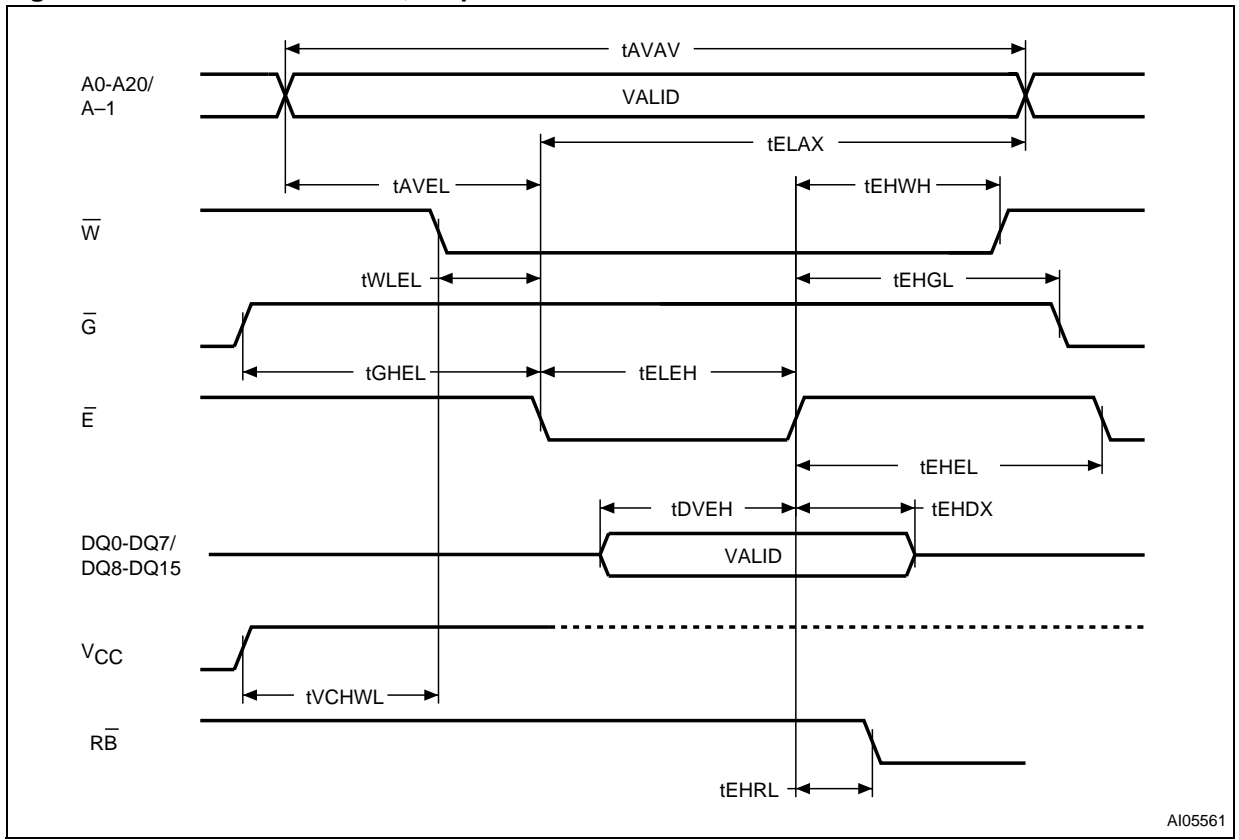 tAVAV
A0-A20/
A–1
VALID
tELAX
tAVEL
tEHWH
W̅
tWLEL
tEHGL
G̅
tGHEL
tELEH
E̅
tEHEL
tDVEH
tEHDX
DQ0-DQ7/
DQ8-DQ15
VALID
VCC
tVCHWL
RB̅
tEHRL
AI05561